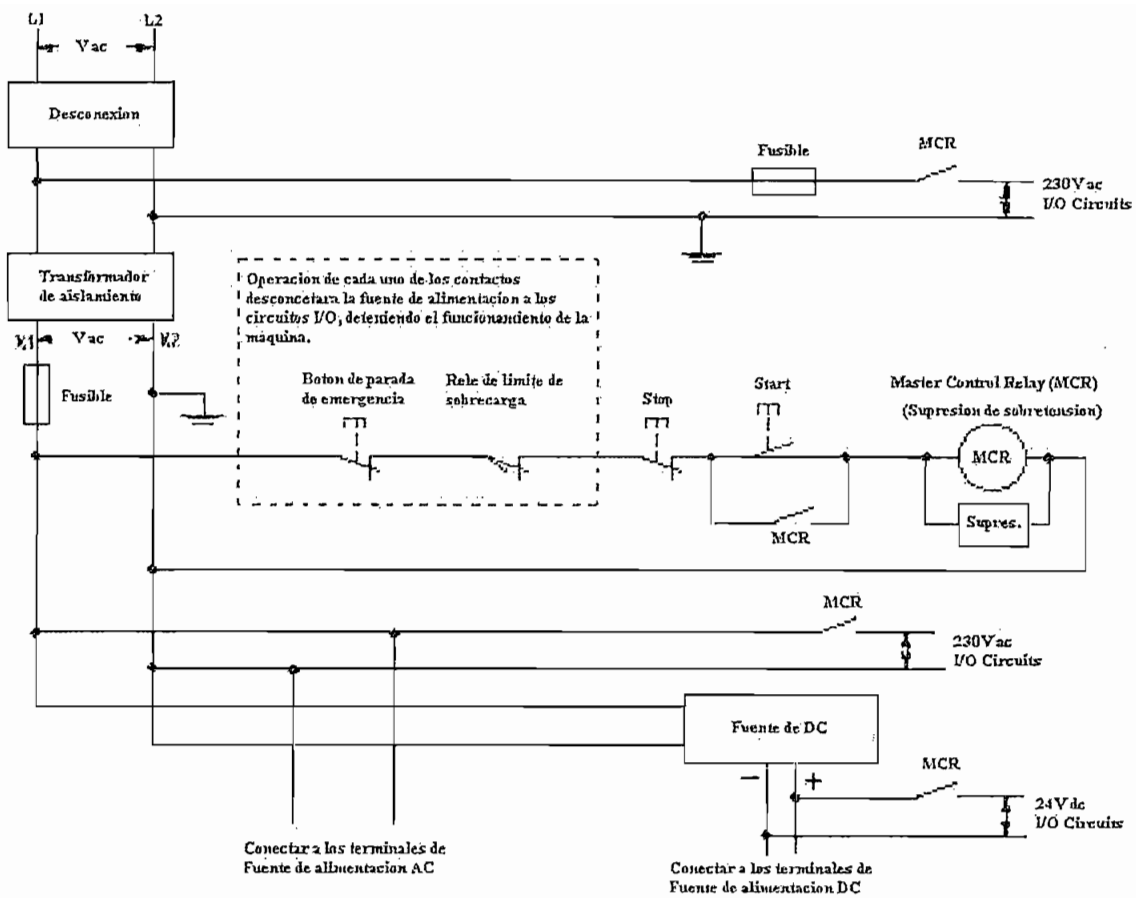 L1 L2
Vac
Desconexion
Fusible
MCR
230Vac
I/O Circuits
Transformador
de aislamiento
Operacion de cada uno de los contactos
desconcetara la fuente de alimentacion a los
circuitos I/O, deteniendo el funcionamiento de la
maquina.
Vac
Fusible
Boton de parada
de emergencia
Rele de limite de
sobrecarga
Stop
Start
Master Control Relay (MCR)
(Supresion de sobretension)
MCR
Supres.
MCR
MCR
230Vac
I/O Circuits
Fuente de DC
MCR
− +
24Vdc
I/O Circuits
Conectar a los terminales de
Fuente de alimentacion AC
Conectar a los terminales de
Fuente de alimentacion DC